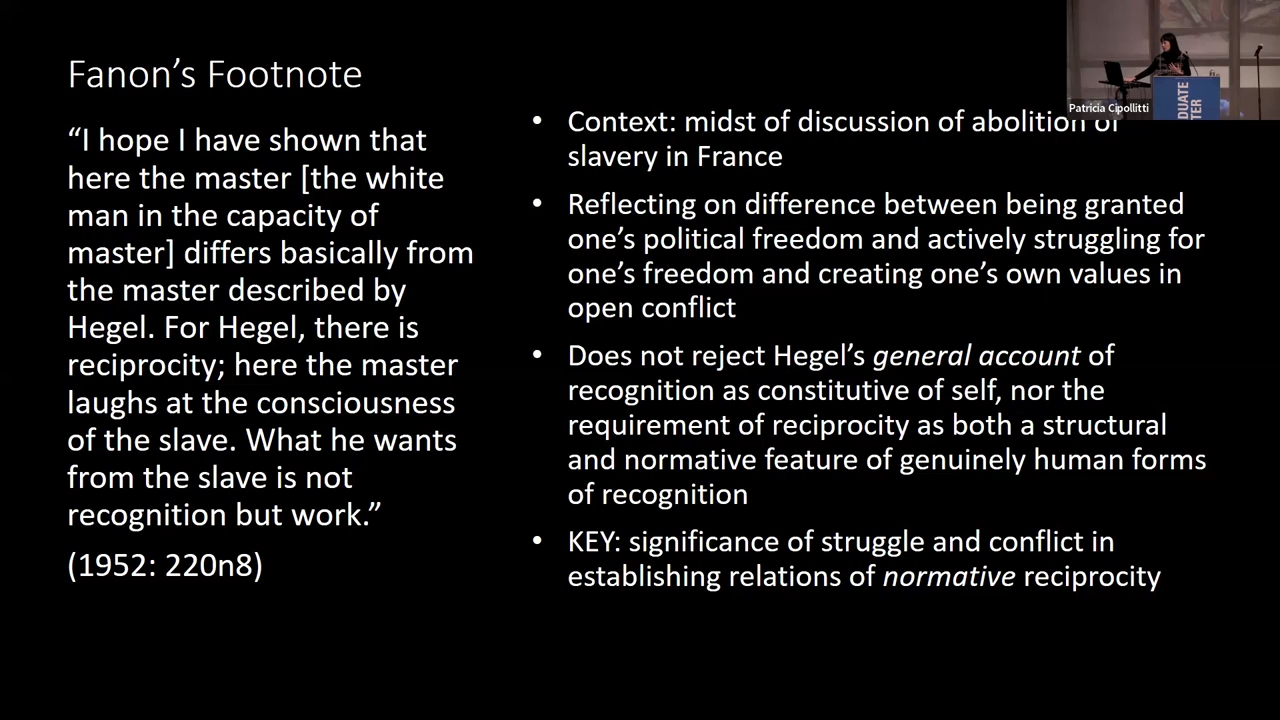 Fanon's Footnote
“I hope I have shown that
here the master [the white
man in the capacity of
master] differs basically from
the master described by
Hegel. For Hegel, there is
reciprocity; here the master
laughs at the consciousness
of the slave. What he wants
from the slave is not
recognition but work.”
(1952: 220n8)
• Context: midst of discussion of abolition of
slavery in France
• Reflecting on difference between being granted
one’s political freedom and actively struggling for
one’s freedom and creating one’s own values in
open conflict
• Does not reject Hegel’s general account of
recognition as constitutive of self, nor the
requirement of reciprocity as both a structural
and normative feature of genuinely human forms
of recognition
• KEY: significance of struggle and conflict in
establishing relations of normative reciprocity
Patricia Cipollitti
DUATE
TER